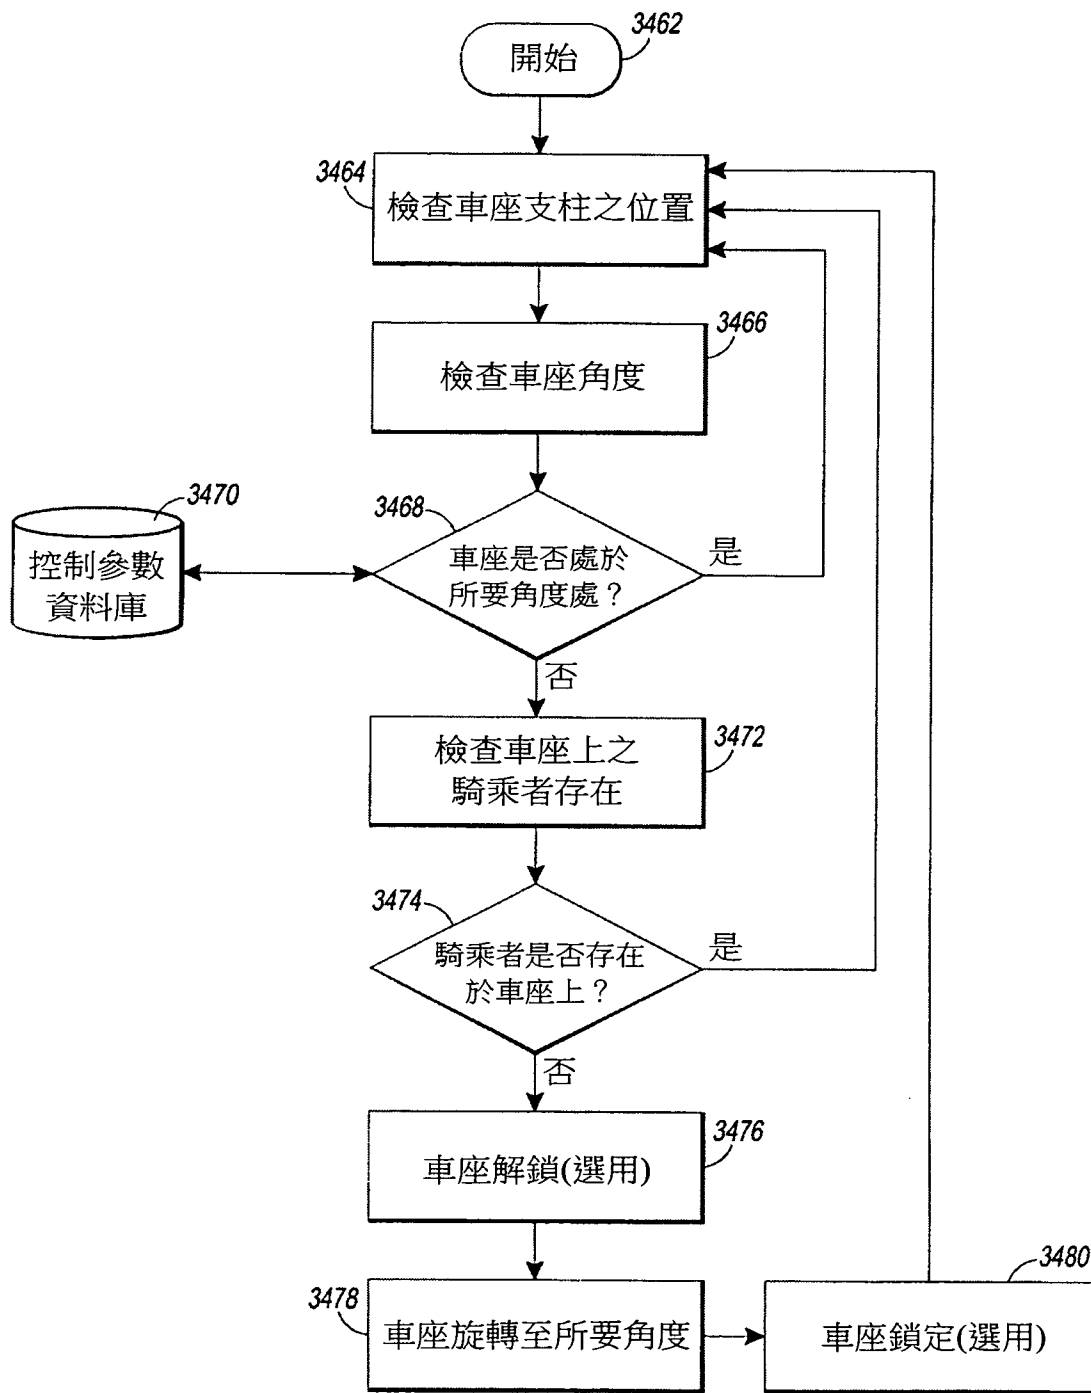 3462
開始
3464
檢查車座支柱之位置
3466
檢查車座角度
3470
控制參數
資料庫
3468
車座是否處於
所要角度處？
是
否
3472
檢查車座上之
騎乘者存在
3474
騎乘者是否存在
於車座上？
是
否
3476
車座解鎖(選用)
3478
車座旋轉至所要角度
3480
車座鎖定(選用)